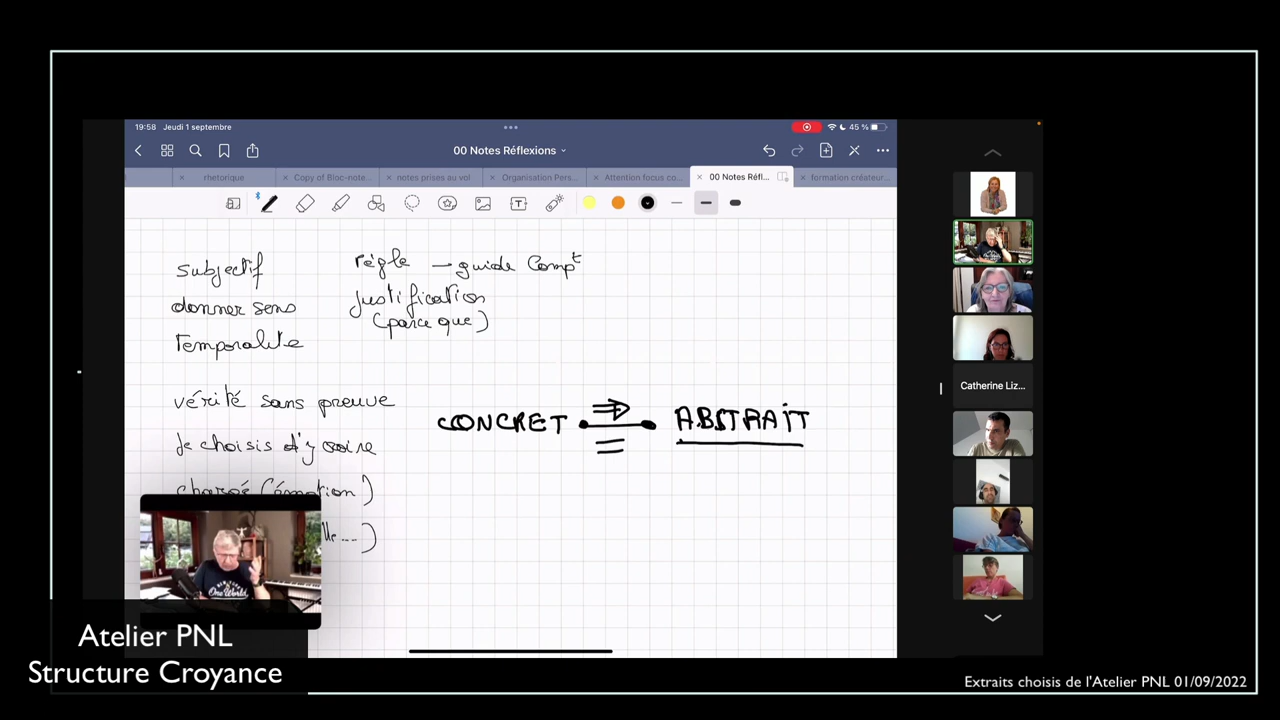 19:58 Jeudi 1 septembre
45 %
00 Notes Réflexions
rhetorique
Copy of Bloc-note...
notes prises au vol
Organisation Pers...
Attention focus co...
00 Notes Réfl...
formation créateur...
subjectif
donner sens
Temporalité
règle → guide Compt
Justification
(parce que)
vérité sans preuve
Je choisis d'y croire
chargé (émotion)
lle...)
CONCRET ⇒ ABSTRAIT
=
Catherine Liz...
One World
Atelier PNL
Structure Croyance
Extraits choisis de l'Atelier PNL 01/09/2022